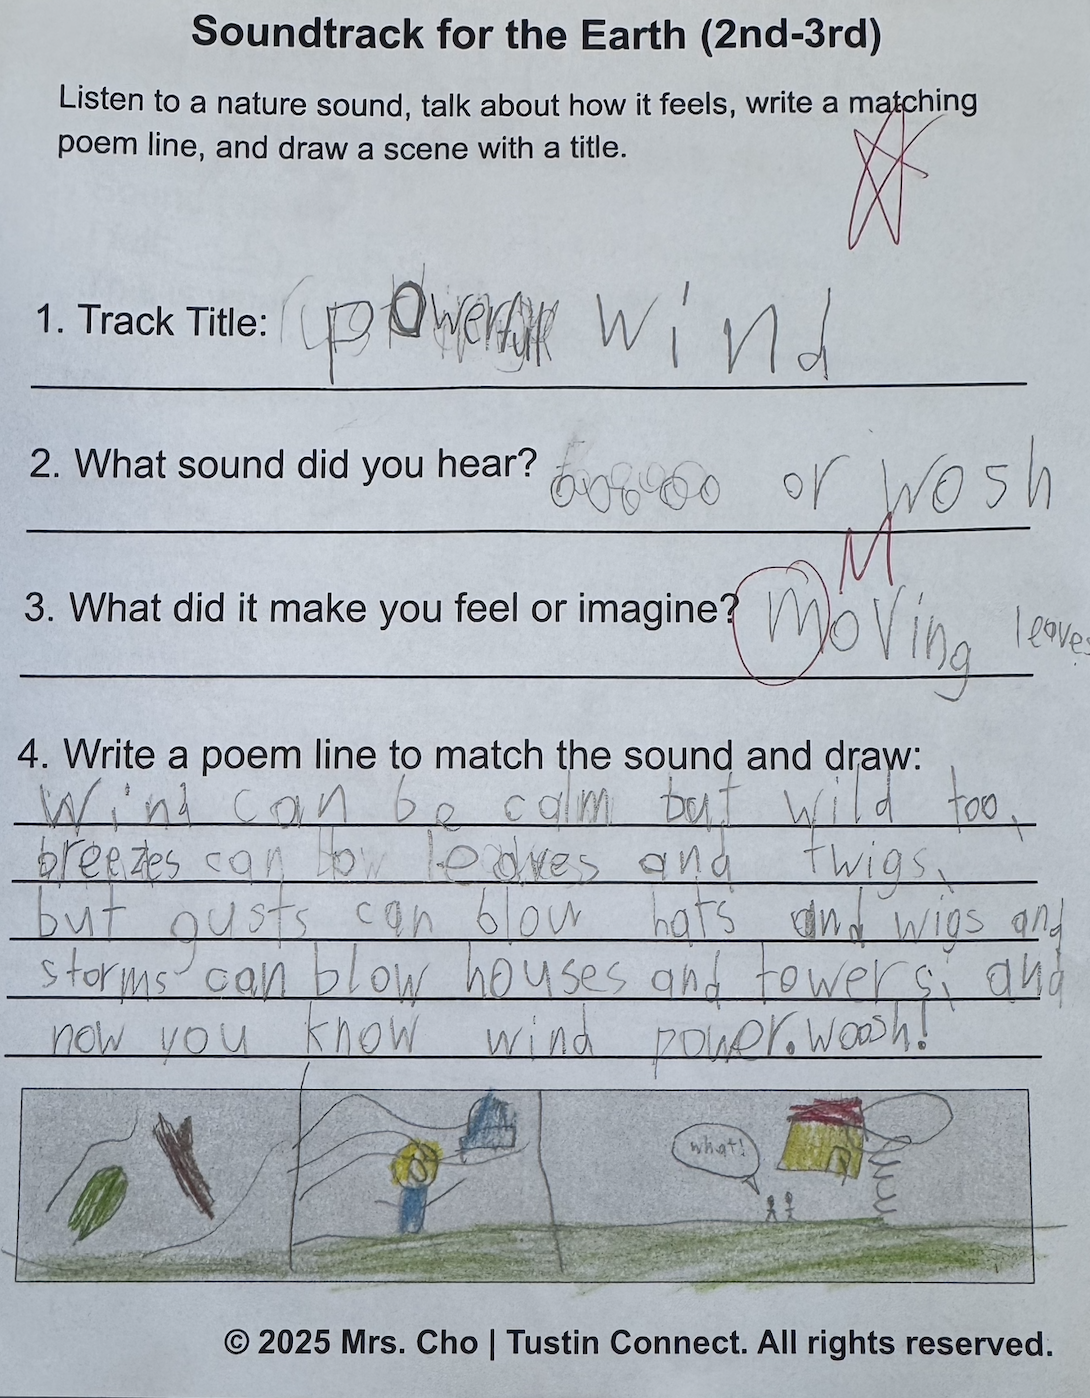 Soundtrack for the Earth (2nd-3rd)
Listen to a nature sound, talk about how it feels, write a matching
poem line, and draw a scene with a title.
1. Track Title: powerful wind
2. What sound did you hear? or wosh
3. What did it make you feel or imagine? moving leaves
M
4. Write a poem line to match the sound and draw:
Wind can be calm but wild too,
breezes can leaves and twigs,
but gusts can blow hats and wigs and
storms can blow houses and towers, and
now you know wind power. woosh!
what!
© 2025 Mrs. Cho | Tustin Connect. All rights reserved.